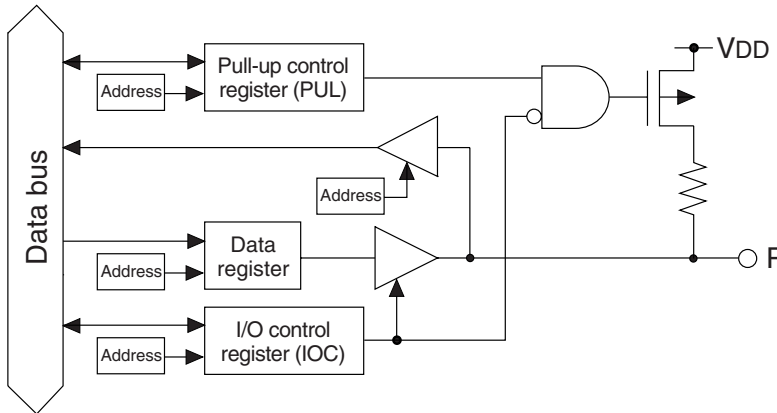 VDD
Pull-up control
register (PUL)
Address
Address
Data bus
Data
register
Address
P
I/O control
register (IOC)
Address